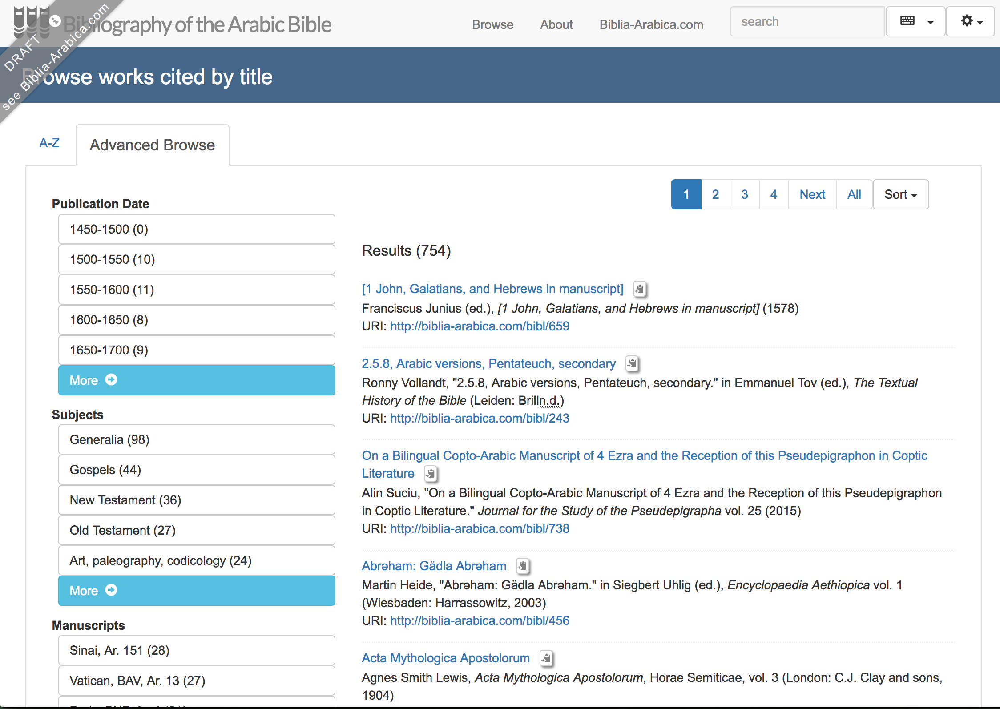 Bibliography of the Arabic Bible
Browse
About
Biblia-Arabica.com
search
DRAFT
see Biblia-Arabica.com
Browse works cited by title
A-Z
Advanced Browse
1
2
3
4
Next
All
Sort
Publication Date
1450-1500 (0)
1500-1550 (10)
1550-1600 (11)
1600-1650 (8)
1650-1700 (9)
More
Subjects
Generalia (98)
Gospels (44)
New Testament (36)
Old Testament (27)
Art, paleography, codicology (24)
More
Manuscripts
Sinai, Ar. 151 (28)
Vatican, BAV, Ar. 13 (27)
Results (754)
[1 John, Galatians, and Hebrews in manuscript]
Franciscus Junius (ed.), [1 John, Galatians, and Hebrews in manuscript] (1578)
URI: http://biblia-arabica.com/bibl/659
2.5.8, Arabic versions, Pentateuch, secondary
Ronny Vollandt, "2.5.8, Arabic versions, Pentateuch, secondary." in Emmanuel Tov (ed.), The Textual
History of the Bible (Leiden: Brilln.d.)
URI: http://biblia-arabica.com/bibl/243
On a Bilingual Copto-Arabic Manuscript of 4 Ezra and the Reception of this Pseudepigraphon in Coptic
Literature
Alin Suciu, "On a Bilingual Copto-Arabic Manuscript of 4 Ezra and the Reception of this Pseudepigraphon
in Coptic Literature." Journal for the Study of the Pseudepigrapha vol. 25 (2015)
URI: http://biblia-arabica.com/bibl/738
Abrəham: Gädla Abrəham
Martin Heide, "Abrəham: Gädla Abrəham." in Siegbert Uhlig (ed.), Encyclopaedia Aethiopica vol. 1
(Wiesbaden: Harrassowitz, 2003)
URI: http://biblia-arabica.com/bibl/456
Acta Mythologica Apostolorum
Agnes Smith Lewis, Acta Mythologica Apostolorum, Horae Semiticae, vol. 3 (London: C.J. Clay and sons,
1904)